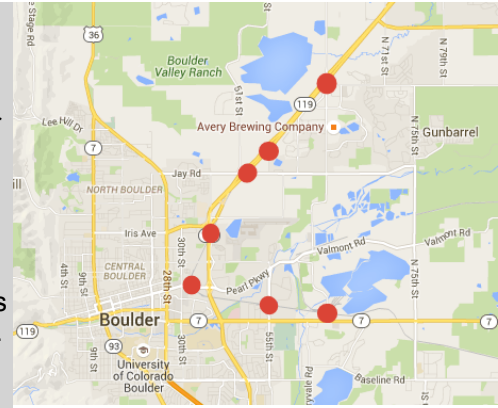 Stage Rd
36
Boulder
Valley Ranch
51st St
N 71st St
N 79th St
119
Avery Brewing Company
Lee Hill Dr
7
N 75th St
Gunbarrel
Jay Rd
ill
NORTH BOULDER
Iris Ave
30th St
Valmont Rd
Valmont Rd
4th St
9th St
CENTRAL
BOULDER
28th St
Pearl Pkwy
N 75th St
s
119
93
Boulder
7
7
7
9th St
30th St
55th St
University
of Colorado
Boulder
Baseline Rd